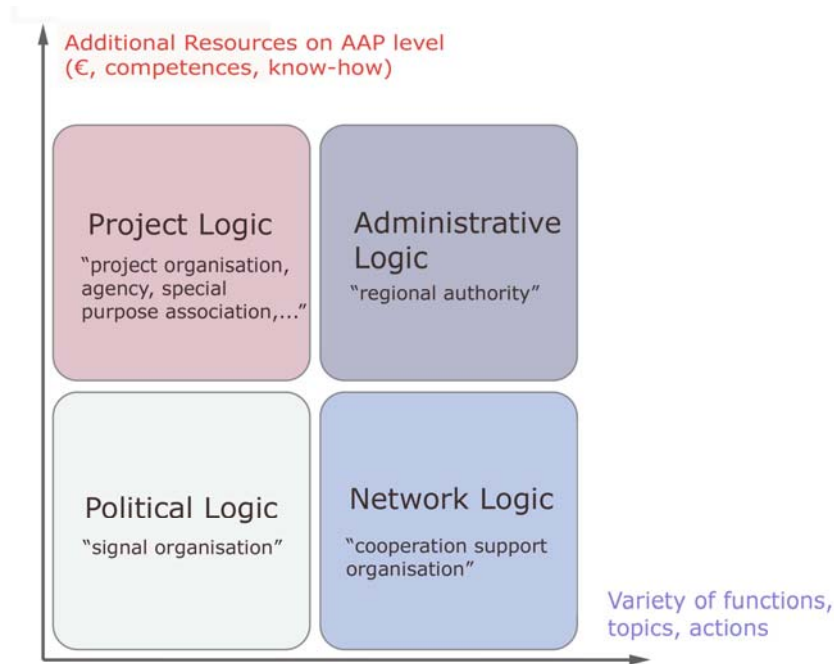 Additional Resources on AAP level
(€, competences, know-how)
Project Logic
“project organisation,
agency, special
purpose association,...”
Administrative
Logic
“regional authority”
Political Logic
“signal organisation”
Network Logic
“cooperation support
organisation”
Variety of functions,
topics, actions